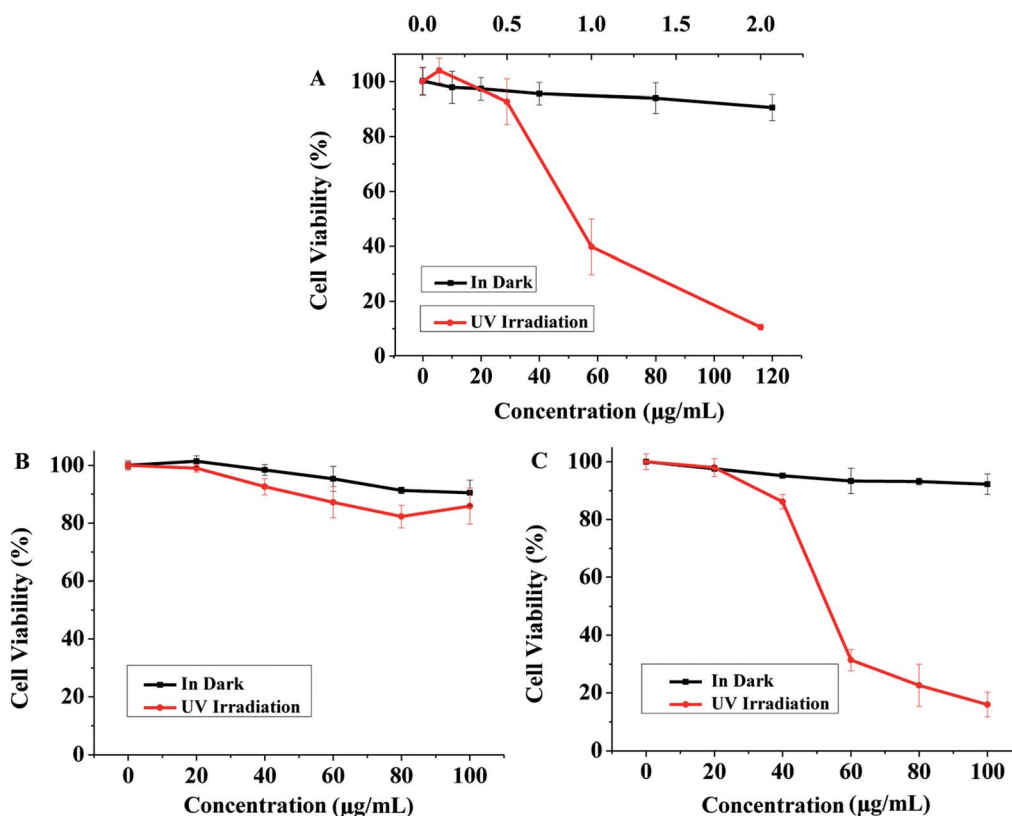 0.0 0.5 1.0 1.5 2.0
A
100
80
60
40
20
0
Cell Viability (%)
In Dark
UV Irradiation
0 20 40 60 80 100 120
Concentration (μg/mL)
B
100
80
60
40
20
0
Cell Viability (%)
In Dark
UV Irradiation
0 20 40 60 80 100
Concentration (μg/mL)
C
100
80
60
40
20
0
Cell Viability (%)
In Dark
UV Irradiation
0 20 40 60 80 100
Concentration (μg/mL)